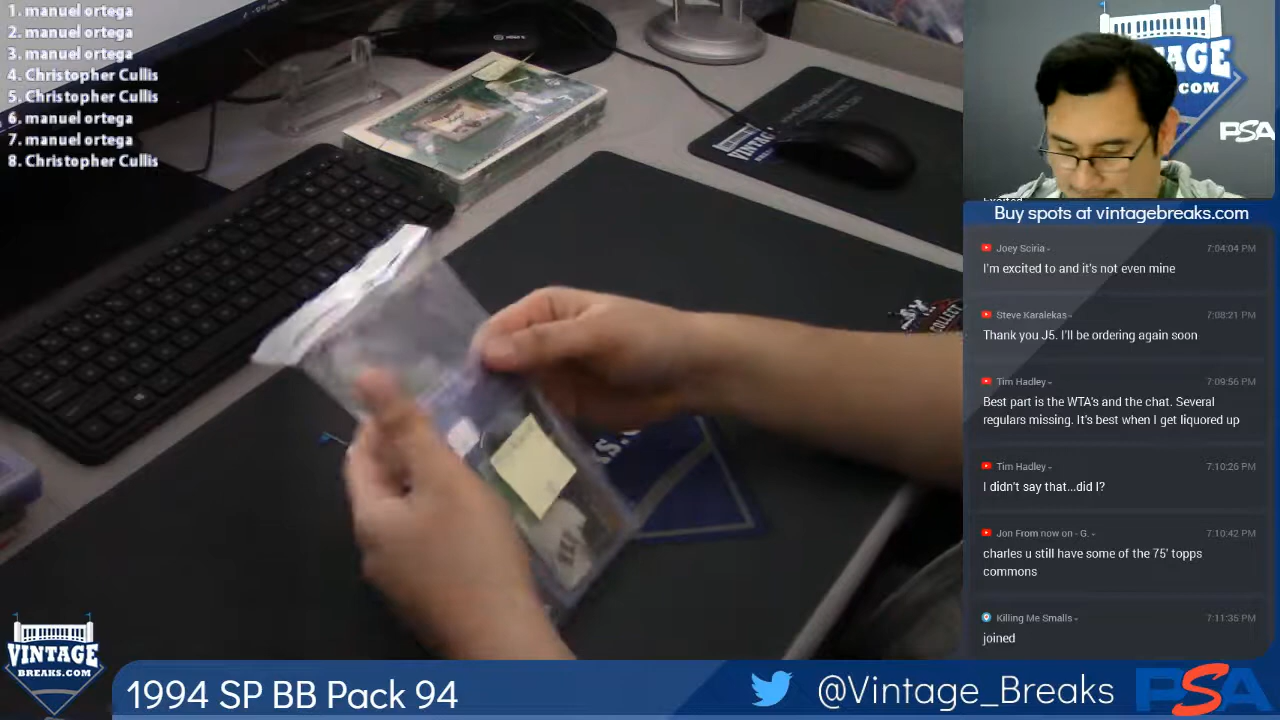 1. manuel ortega
2. manuel ortega
3. manuel ortega
4. Christopher Cullis
5. Christopher Cullis
6. manuel ortega
7. manuel ortega
8. Christopher Cullis
VINTAGE
COLLECT
VINTAGE
.COM
PSA
Buy spots at vintagebreaks.com
Joey Sciria
7:04:04 PM
I'm excited to and it's not even mine
Steve Karalekas
7:08:21 PM
Thank you J5. I'll be ordering again soon
Tim Hadley
7:09:56 PM
Best part is the WTA's and the chat. Several
regulars missing. It's best when I get liquored up
Tim Hadley
7:10:26 PM
I didn't say that...did I?
Jon From now on - G.
7:10:42 PM
charles u still have some of the 75' topps
commons
Killing Me Smalls
7:11:35 PM
joined
VINTAGE
BREAKS.COM
1994 SP BB Pack 94
@Vintage_Breaks
PSA